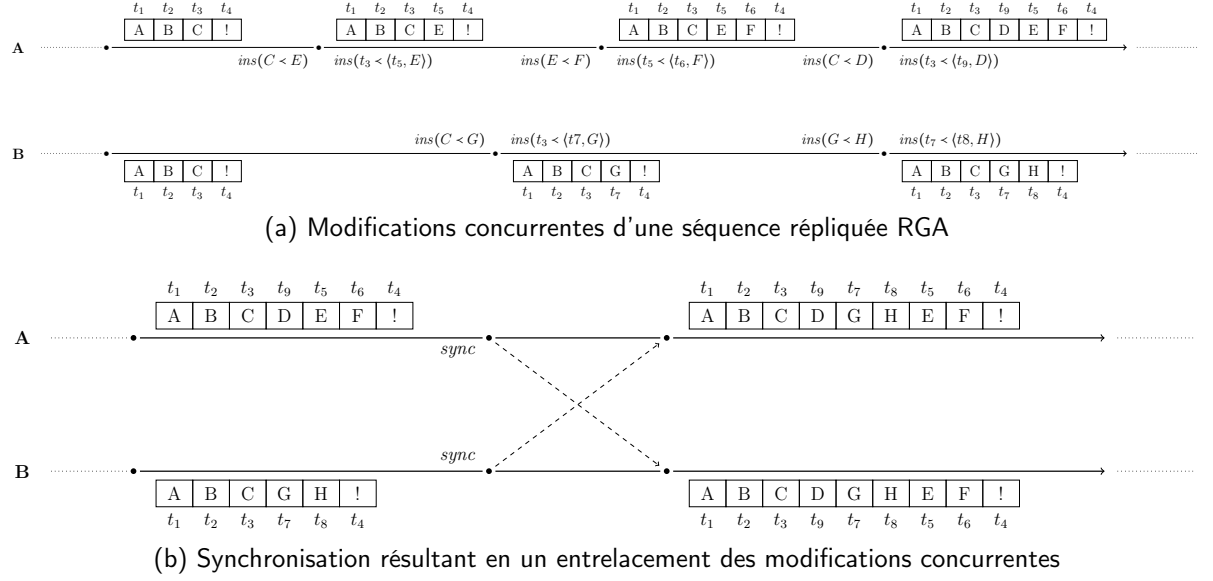 t1 t2 t3 t4 t1 t2 t3 t5 t4 t1 t2 t3 t5 t6 t4 t1 t2 t3 t9 t5 t6 t4
A B C ! A B C E ! A B C E F ! A B C D E F !
A
ins(C < E) ins(t3 < ⟨t5, E⟩) ins(E < F) ins(t5 < ⟨t6, F⟩) ins(C < D) ins(t3 < ⟨t9, D⟩)
ins(C < G) ins(t3 < ⟨t7, G⟩) ins(G < H) ins(t7 < ⟨t8, H⟩)
B
A B C ! A B C G ! A B C G H !
t1 t2 t3 t4 t1 t2 t3 t7 t4 t1 t2 t3 t7 t8 t4
(a) Modifications concurrentes d'une séquence répliquée RGA
t1 t2 t3 t9 t5 t6 t4 t1 t2 t3 t9 t7 t8 t5 t6 t4
A B C D E F ! A B C D G H E F !
A
sync
sync
B
A B C G H ! A B C D G H E F !
t1 t2 t3 t7 t8 t4 t1 t2 t3 t9 t7 t8 t5 t6 t4
(b) Synchronisation résultant en un entrelacement des modifications concurrentes